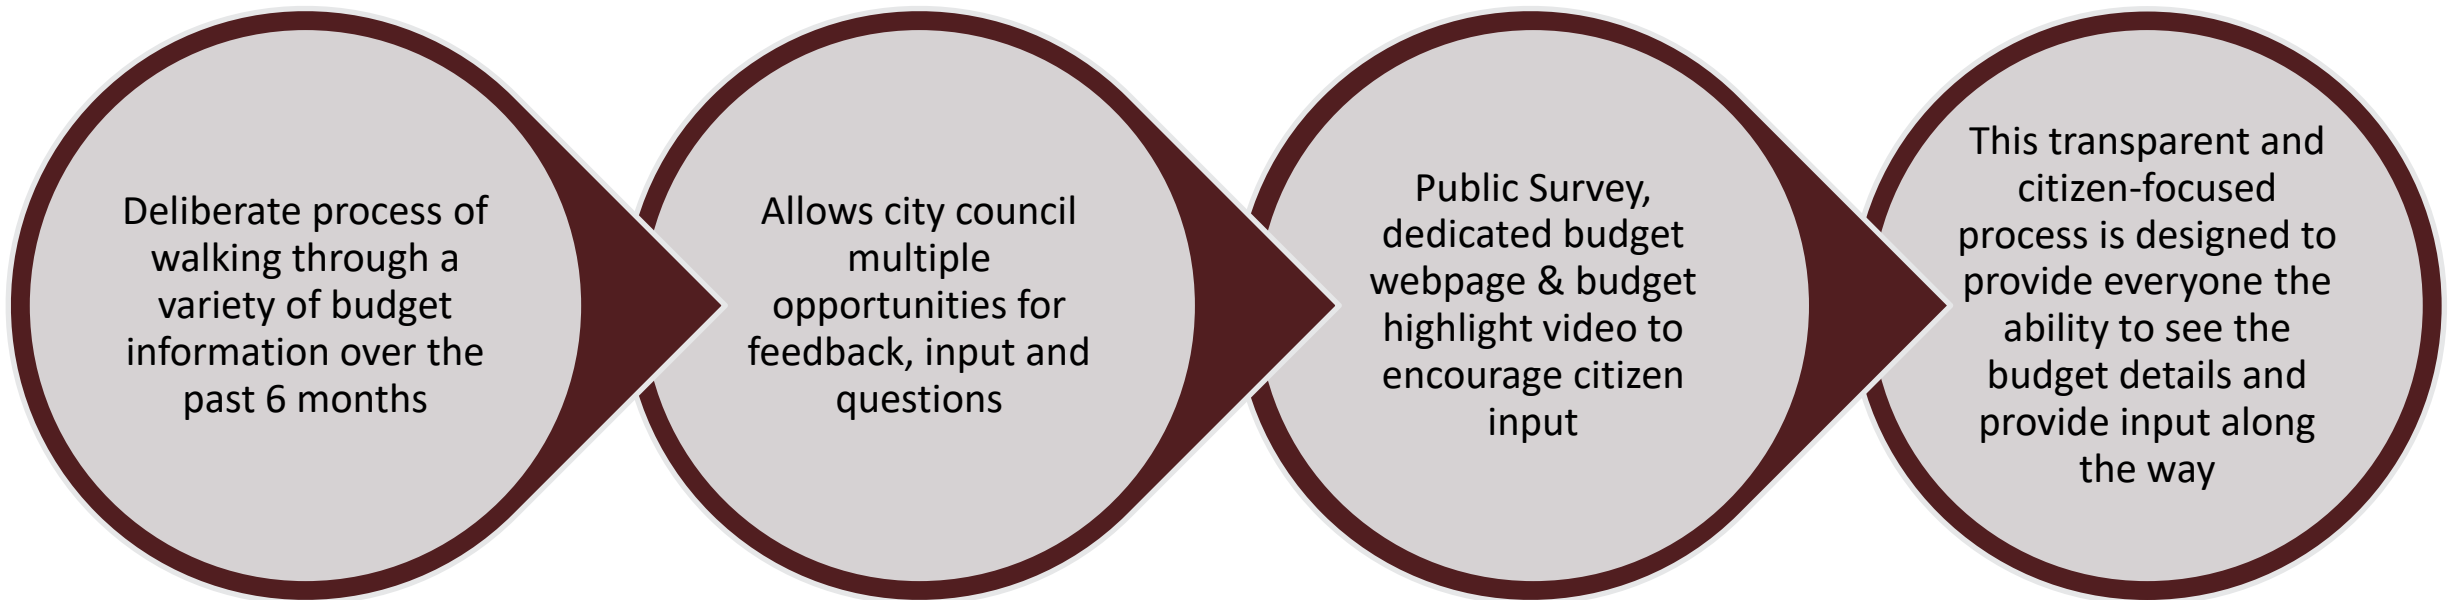 Deliberate process of
walking through a
variety of budget
information over the
past 6 months
Allows city council
multiple
opportunities for
feedback, input and
questions
Public Survey,
dedicated budget
webpage & budget
highlight video to
encourage citizen
input
This transparent and
citizen-focused
process is designed to
provide everyone the
ability to see the
budget details and
provide input along
the way